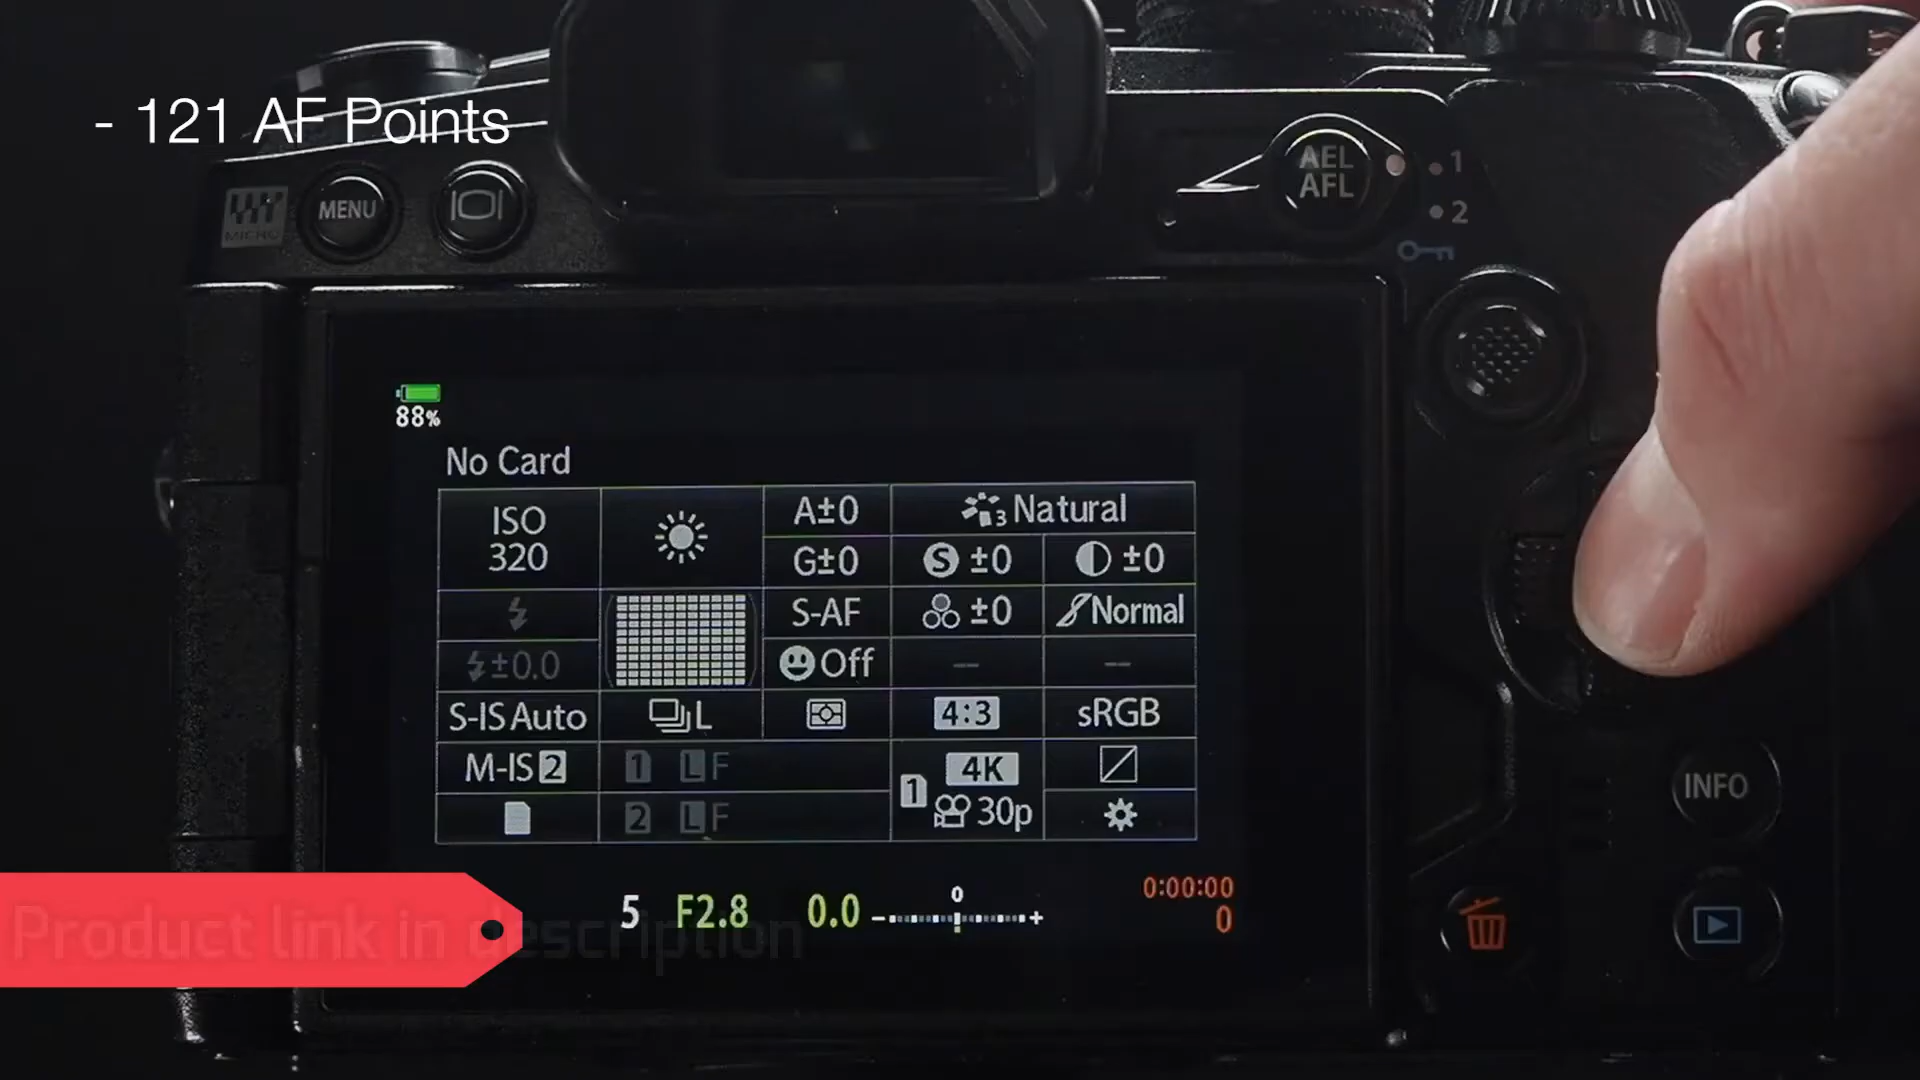 - 121 AF Points
MICRO
MENU
AEL
AFL
1
2
88%
No Card
ISO
320
A±0
3 Natural
G±0
S ±0
±0
S-AF
±0
Normal
±0.0
Off
--
--
S-IS Auto
L
4:3
sRGB
M-IS 2
1 LF
4K
1
30p
2 LF
INFO
5 F2.8 0.0 - 0 +
0:00:00
0
Product link in description